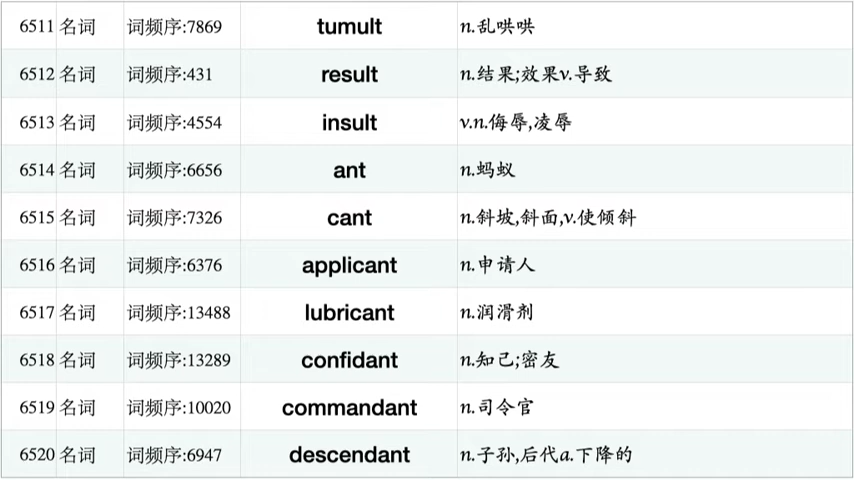 6511 名词 词频序:7869 tumult n.乱哄哄
6512 名词 词频序:431 result n.结果;效果v.导致
6513 名词 词频序:4554 insult v.n.侮辱,凌辱
6514 名词 词频序:6656 ant n.蚂蚁
6515 名词 词频序:7326 cant n.斜坡,斜面,v.使倾斜
6516 名词 词频序:6376 applicant n.申请人
6517 名词 词频序:13488 lubricant n.润滑剂
6518 名词 词频序:13289 confidant n.知己;密友
6519 名词 词频序:10020 commandant n.司令官
6520 名词 词频序:6947 descendant n.子孙,后代a.下降的